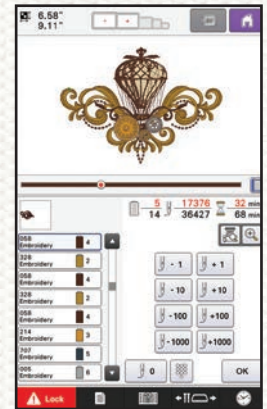 6.58"
9.11"
5
14
17376
36427
32 min
68 min
058
Embroidery
4
328
Embroidery
2
058
Embroidery
4
328
Embroidery
2
058
Embroidery
4
214
Embroidery
3
707
Embroidery
5
005
Embroidery
6
- 1
+ 1
- 10
+ 10
- 100
+100
- 1000
+1000
0
OK
Lock